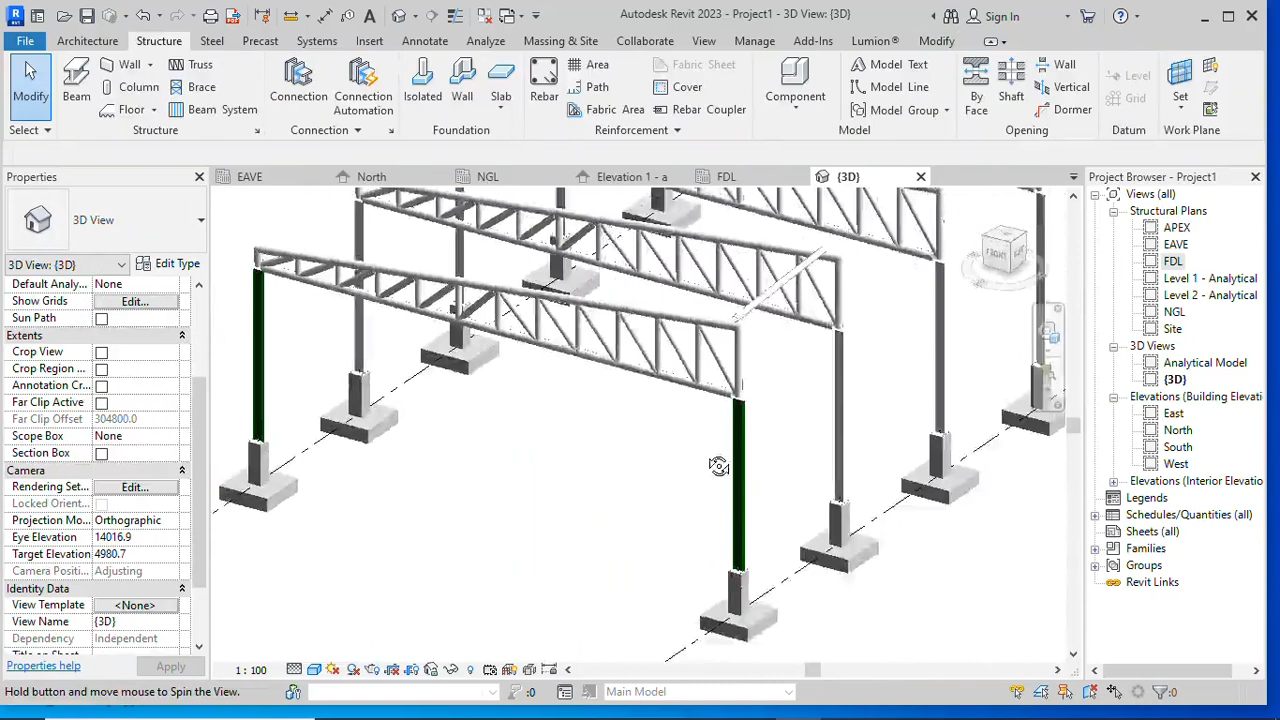 Autodesk Revit 20 - Project1 - 3D View: {3D}
Sign In
File Architecture Structure Steel Precast Systems Insert Annotate Analyze Massing & Site Collaborate View Manage Add-Ins Lumion® Modify
Modify
Select
Beam
Wall
Column
Floor
Truss
Brace
Beam System
Structure
Connection
Connection Automation
Connection
Isolated
Wall
Slab
Foundation
Rebar
Area
Path
Fabric Area
Fabric Sheet
Cover
Rebar Coupler
Reinforcement
Component
Model Text
Model Line
Model Group
Model
By Face
Shaft
Wall
Vertical
Dormer
Opening
Level
Grid
Datum
Set
Work Plane
Properties
3D View
3D View: {3D}
Edit Type
Default Analy...
None
Show Grids
Edit...
Sun Path
Extents
Crop View
Crop Region ...
Annotation Cr...
Far Clip Active
Far Clip Offset 304800.0
Scope Box None
Section Box
Camera
Rendering Set...
Edit...
Locked Orient...
Projection Mo... Orthographic
Eye Elevation 14016.9
Target Elevation 4980.7
Camera Positi... Adjusting
Identity Data
View Template <None>
View Name {3D}
Dependency Independent
Title on Sheet
Properties help
Apply
EAVE
North
NGL
Elevation 1 - a
FDL
{3D}
FRONT
1 : 100
Project Browser - Project1
Views (all)
Structural Plans
APEX
EAVE
FDL
Level 1 - Analytical
Level 2 - Analytical
NGL
Site
3D Views
Analytical Model
{3D}
Elevations (Building Elevati
East
North
South
West
Elevations (Interior Elevatio
Legends
Schedules/Quantities (all)
Sheets (all)
Families
Groups
Revit Links
Hold button and move mouse to Spin the View.
:0
Main Model
:0